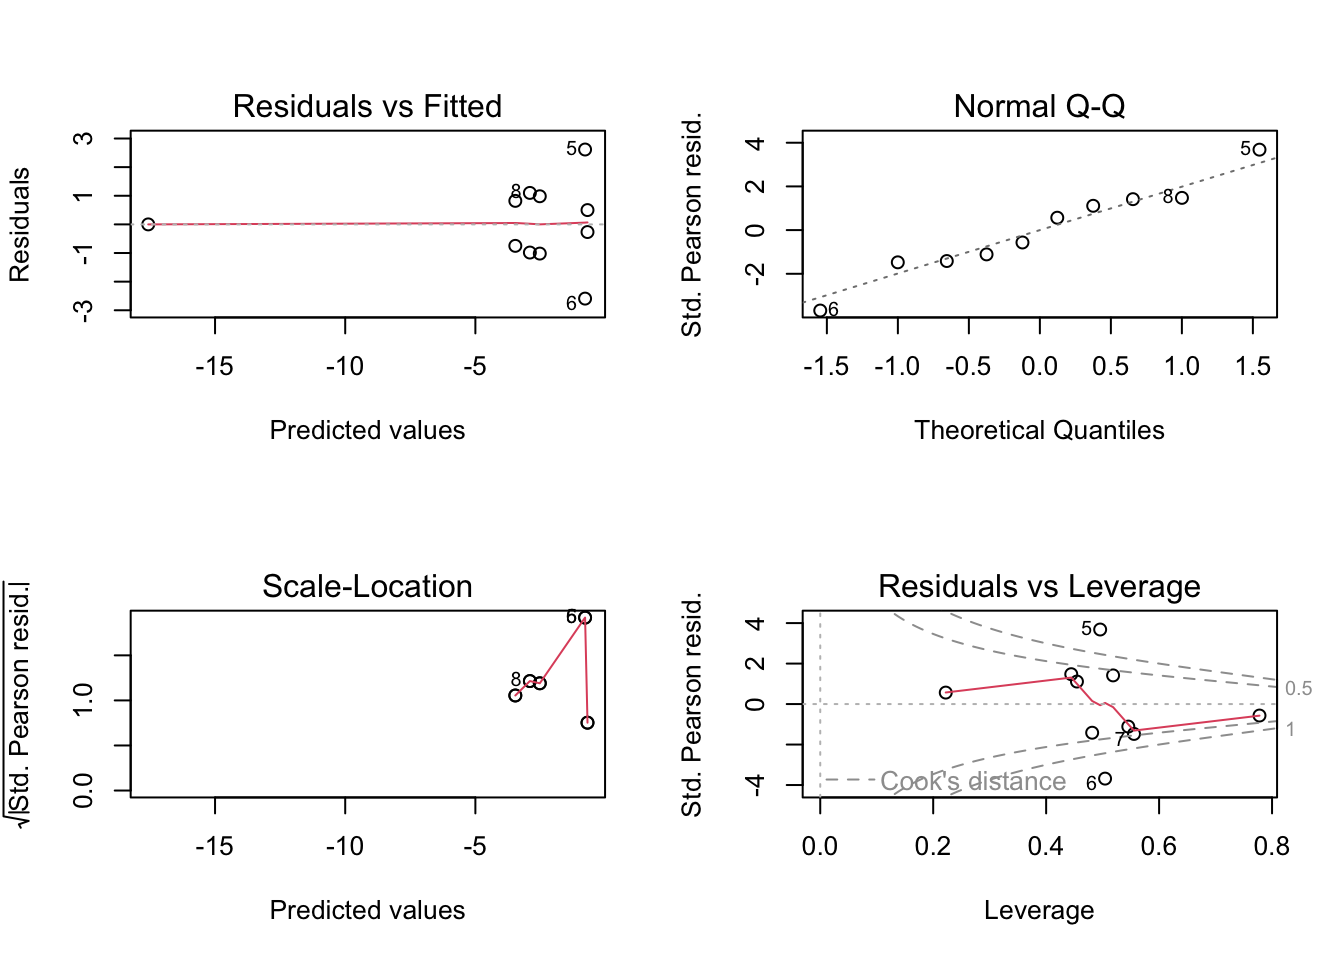 Residuals vs Fitted
Residuals
3
1
-1
-3
5
8
6
-15 -10 -5
Predicted values
Normal Q-Q
Std. Pearson resid.
4
2
0
-2
5
8
6
-1.5 -1.0 -0.5 0.0 0.5 1.0 1.5
Theoretical Quantiles
Scale-Location
√|Std. Pearson resid.|
1.0
0.0
6
8
-15 -10 -5
Predicted values
Residuals vs Leverage
Std. Pearson resid.
4
2
0
-4
5
7
6
0.5
1
Cook's distance
0.0 0.2 0.4 0.6 0.8
Leverage